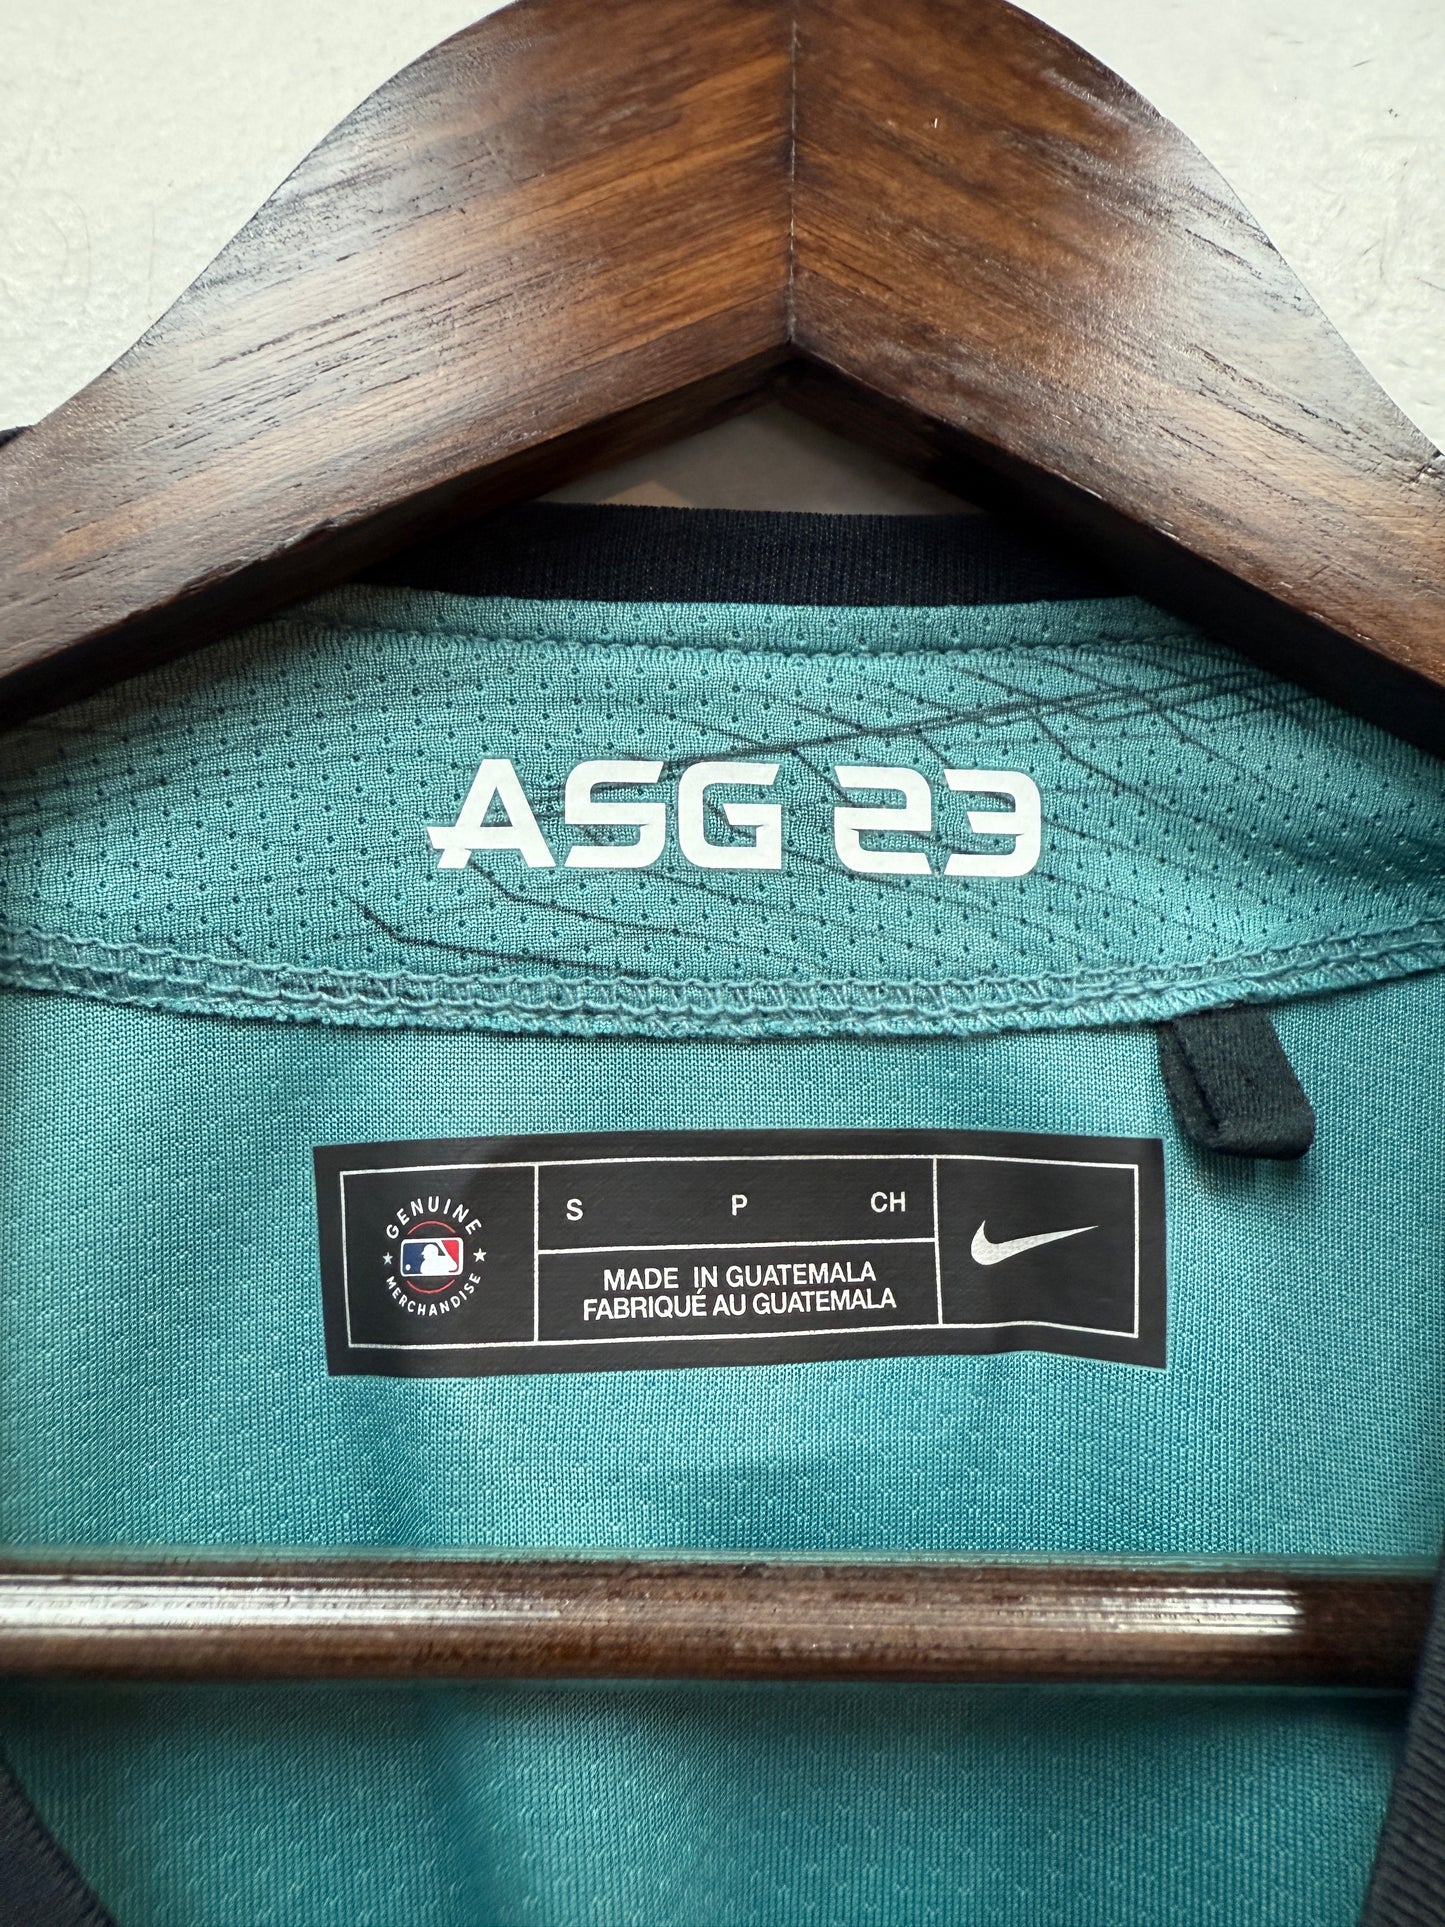 ASG 23
GENUINE
MERCHANDISE
S P CH
MADE IN GUATEMALA
FABRIQUÉ AU GUATEMALA